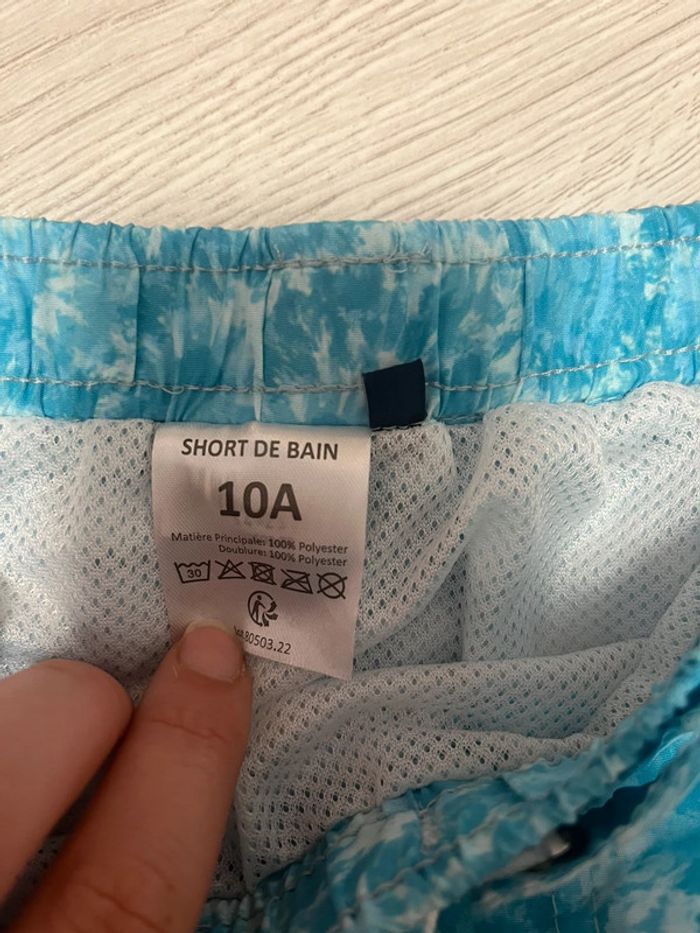 SHORT DE BAIN
10A
Matière Principale: 100% Polyester
Doublure: 100% Polyester
30
80503.22